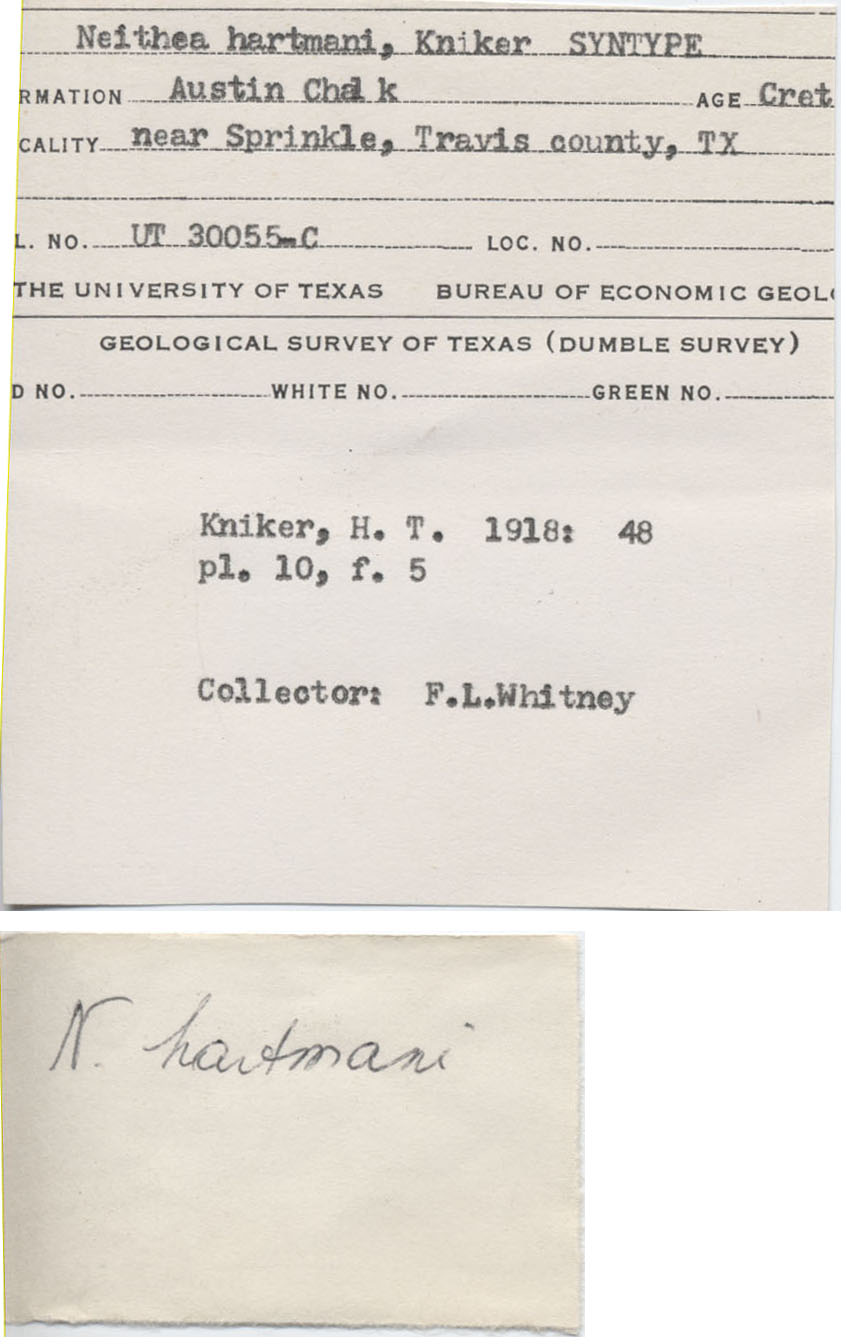 Neithea hartmani, Kniker SYNTYPE
RMATION Austin Chalk AGE Cret
CALITY near Sprinkle, Travis county, TX
L. NO. UT 30055-C LOC. NO.
THE UNIVERSITY OF TEXAS BUREAU OF ECONOMIC GEOL
GEOLOGICAL SURVEY OF TEXAS (DUMBLE SURVEY)
D NO. WHITE NO. GREEN NO.
Kniker, H. T. 1918: 48
pl. 10, f. 5
Collector: F.L.Whitney
N. hartmani